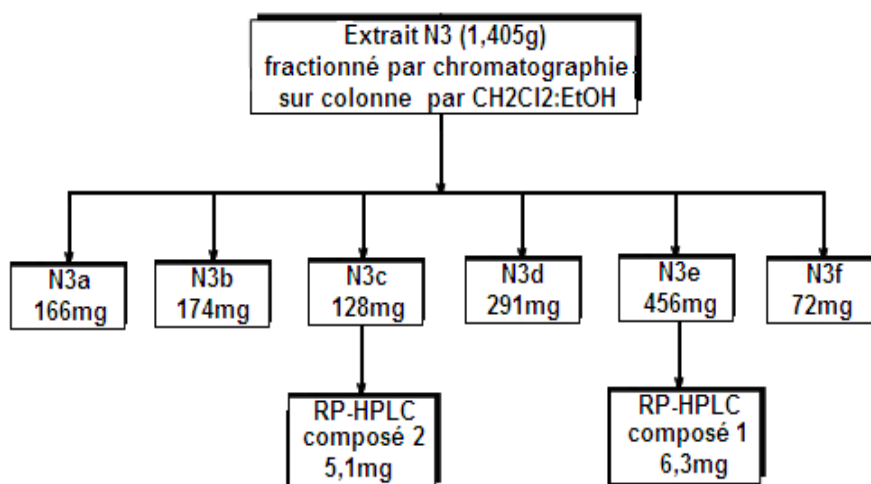 Extrait N3 (1,405g)
fractionné par chromatographie
sur colonne par CH2Cl2:EtOH
N3a
166mg
N3b
174mg
N3c
128mg
N3d
291mg
N3e
456mg
N3f
72mg
RP-HPLC
composé 2
5,1mg
RP-HPLC
composé 1
6,3mg